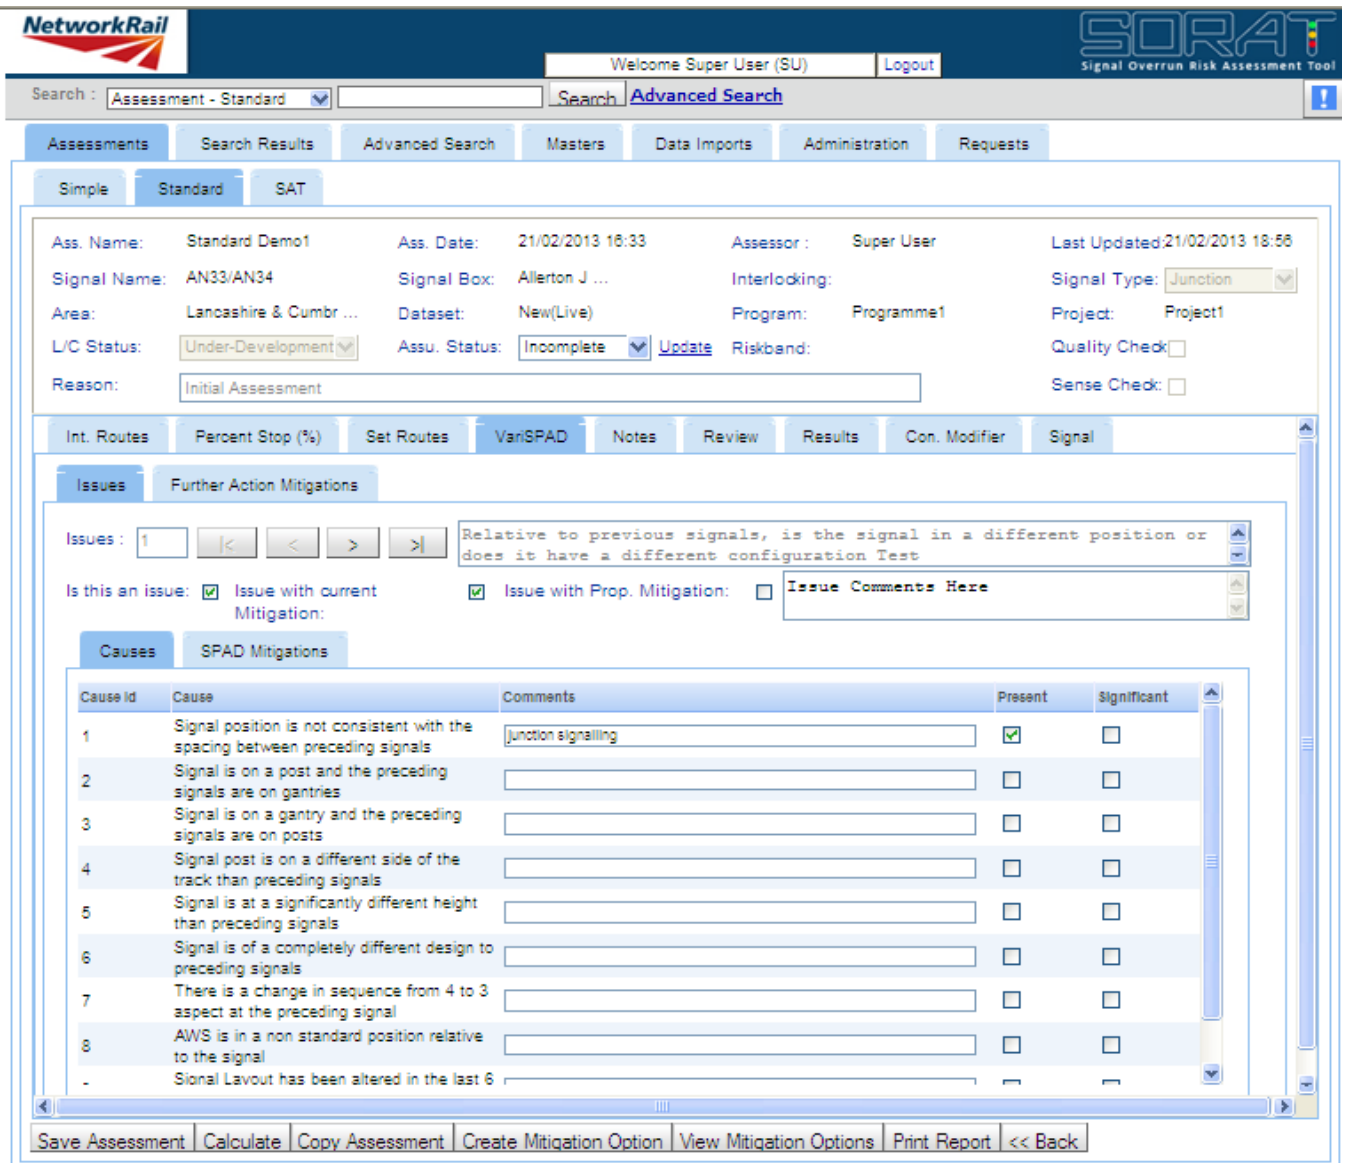 NetworkRail
SORAT
Signal Overrun Risk Assessment Tool
Welcome Super User (SU) Logout
Search : Assessment - Standard Search Advanced Search !
Assessments Search Results Advanced Search Masters Data Imports Administration Requests
Simple Standard SAT
Ass. Name: Standard Demo1 Ass. Date: 21/02/2013 16:33 Assessor : Super User Last Updated: 21/02/2013 18:56
Signal Name: AN33/AN34 Signal Box: Allerton J ... Interlocking: Signal Type: Junction
Area: Lancashire & Cumbr ... Dataset: New(Live) Program: Programme1 Project: Project1
L/C Status: Under-Development Assu. Status: Incomplete Update Riskband: Quality Check
Reason: Initial Assessment Sense Check:
Int. Routes Percent Stop (%) Set Routes VariSPAD Notes Review Results Con. Modifier Signal
Issues Further Action Mitigations
Issues : 1 |< < > >| Relative to previous signals, is the signal in a different position or
does it have a different configuration Test
Is this an issue: Issue with current Issue with Prop. Mitigation: Issue Comments Here
Mitigation:
Causes SPAD Mitigations
Cause Id Cause Comments Present Significant
1 Signal position is not consistent with the junction signalling
spacing between preceding signals
2 Signal is on a post and the preceding
signals are on gantries
3 Signal is on a gantry and the preceding
signals are on posts
4 Signal post is on a different side of the
track than preceding signals
5 Signal is at a significantly different height
than preceding signals
6 Signal is of a completely different design to
preceding signals
7 There is a change in sequence from 4 to 3
aspect at the preceding signal
8 AWS is in a non standard position relative
to the signal
Signal Layout has been altered in the last 6
Save Assessment Calculate Copy Assessment Create Mitigation Option View Mitigation Options Print Report << Back